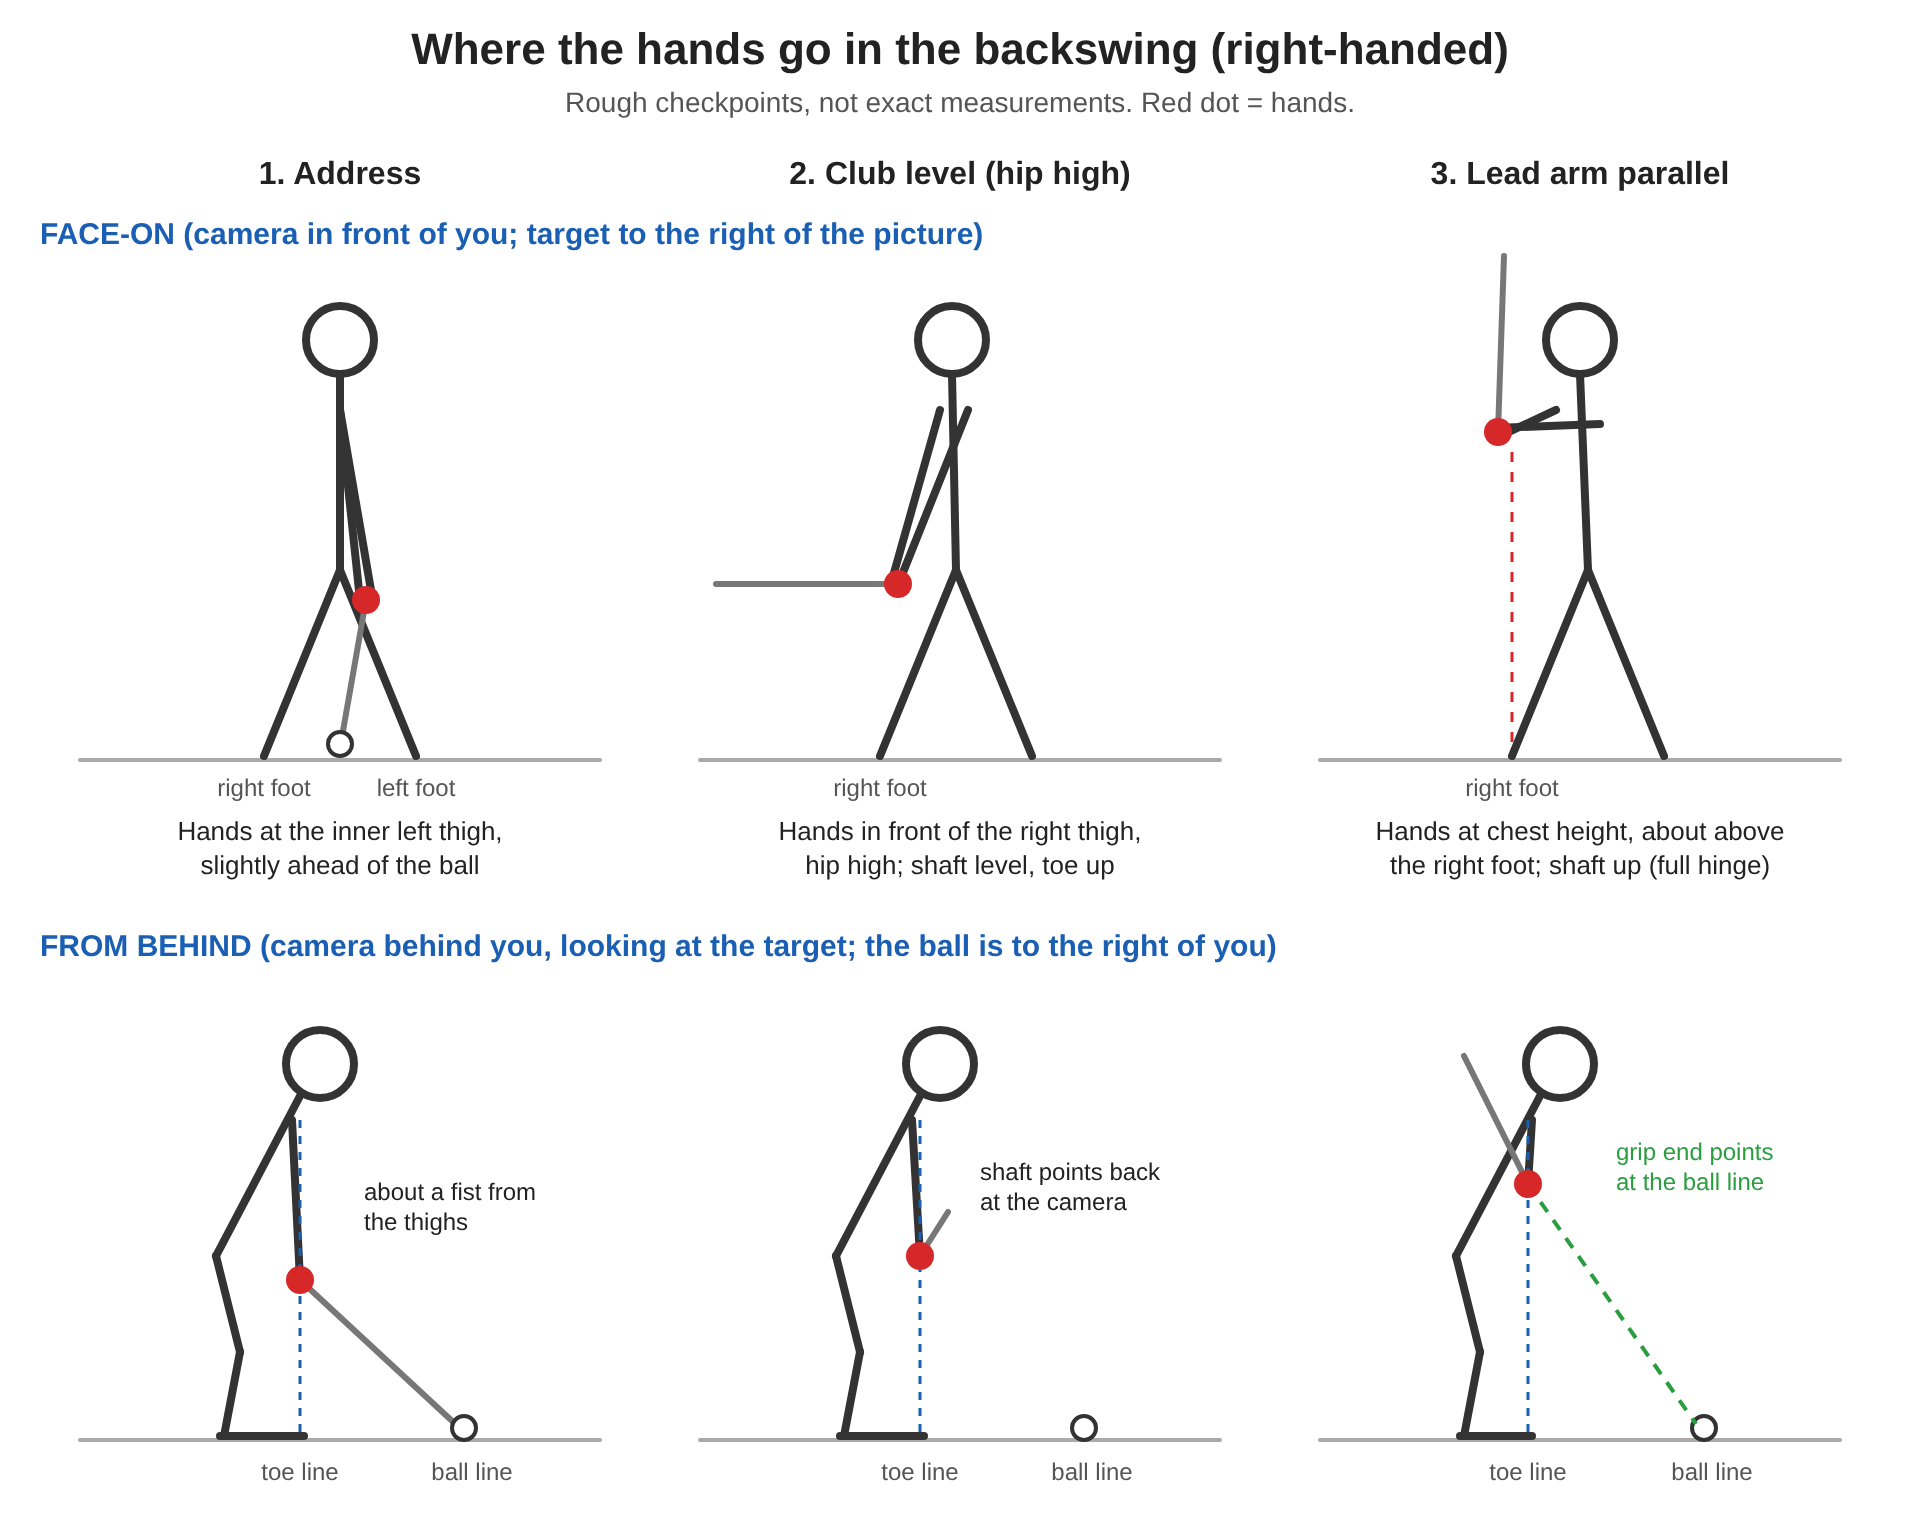 Where the hands go in the backswing (right-handed)
Rough checkpoints, not exact measurements. Red dot = hands.
1. Address
2. Club level (hip high)
3. Lead arm parallel
FACE-ON (camera in front of you; target to the right of the picture)
right foot
left foot
right foot
right foot
Hands at the inner left thigh,
slightly ahead of the ball
Hands in front of the right thigh,
hip high; shaft level, toe up
Hands at chest height, about above
the right foot; shaft up (full hinge)
FROM BEHIND (camera behind you, looking at the target; the ball is to the right of you)
about a fist from
the thighs
shaft points back
at the camera
grip end points
at the ball line
toe line
ball line
toe line
ball line
toe line
ball line